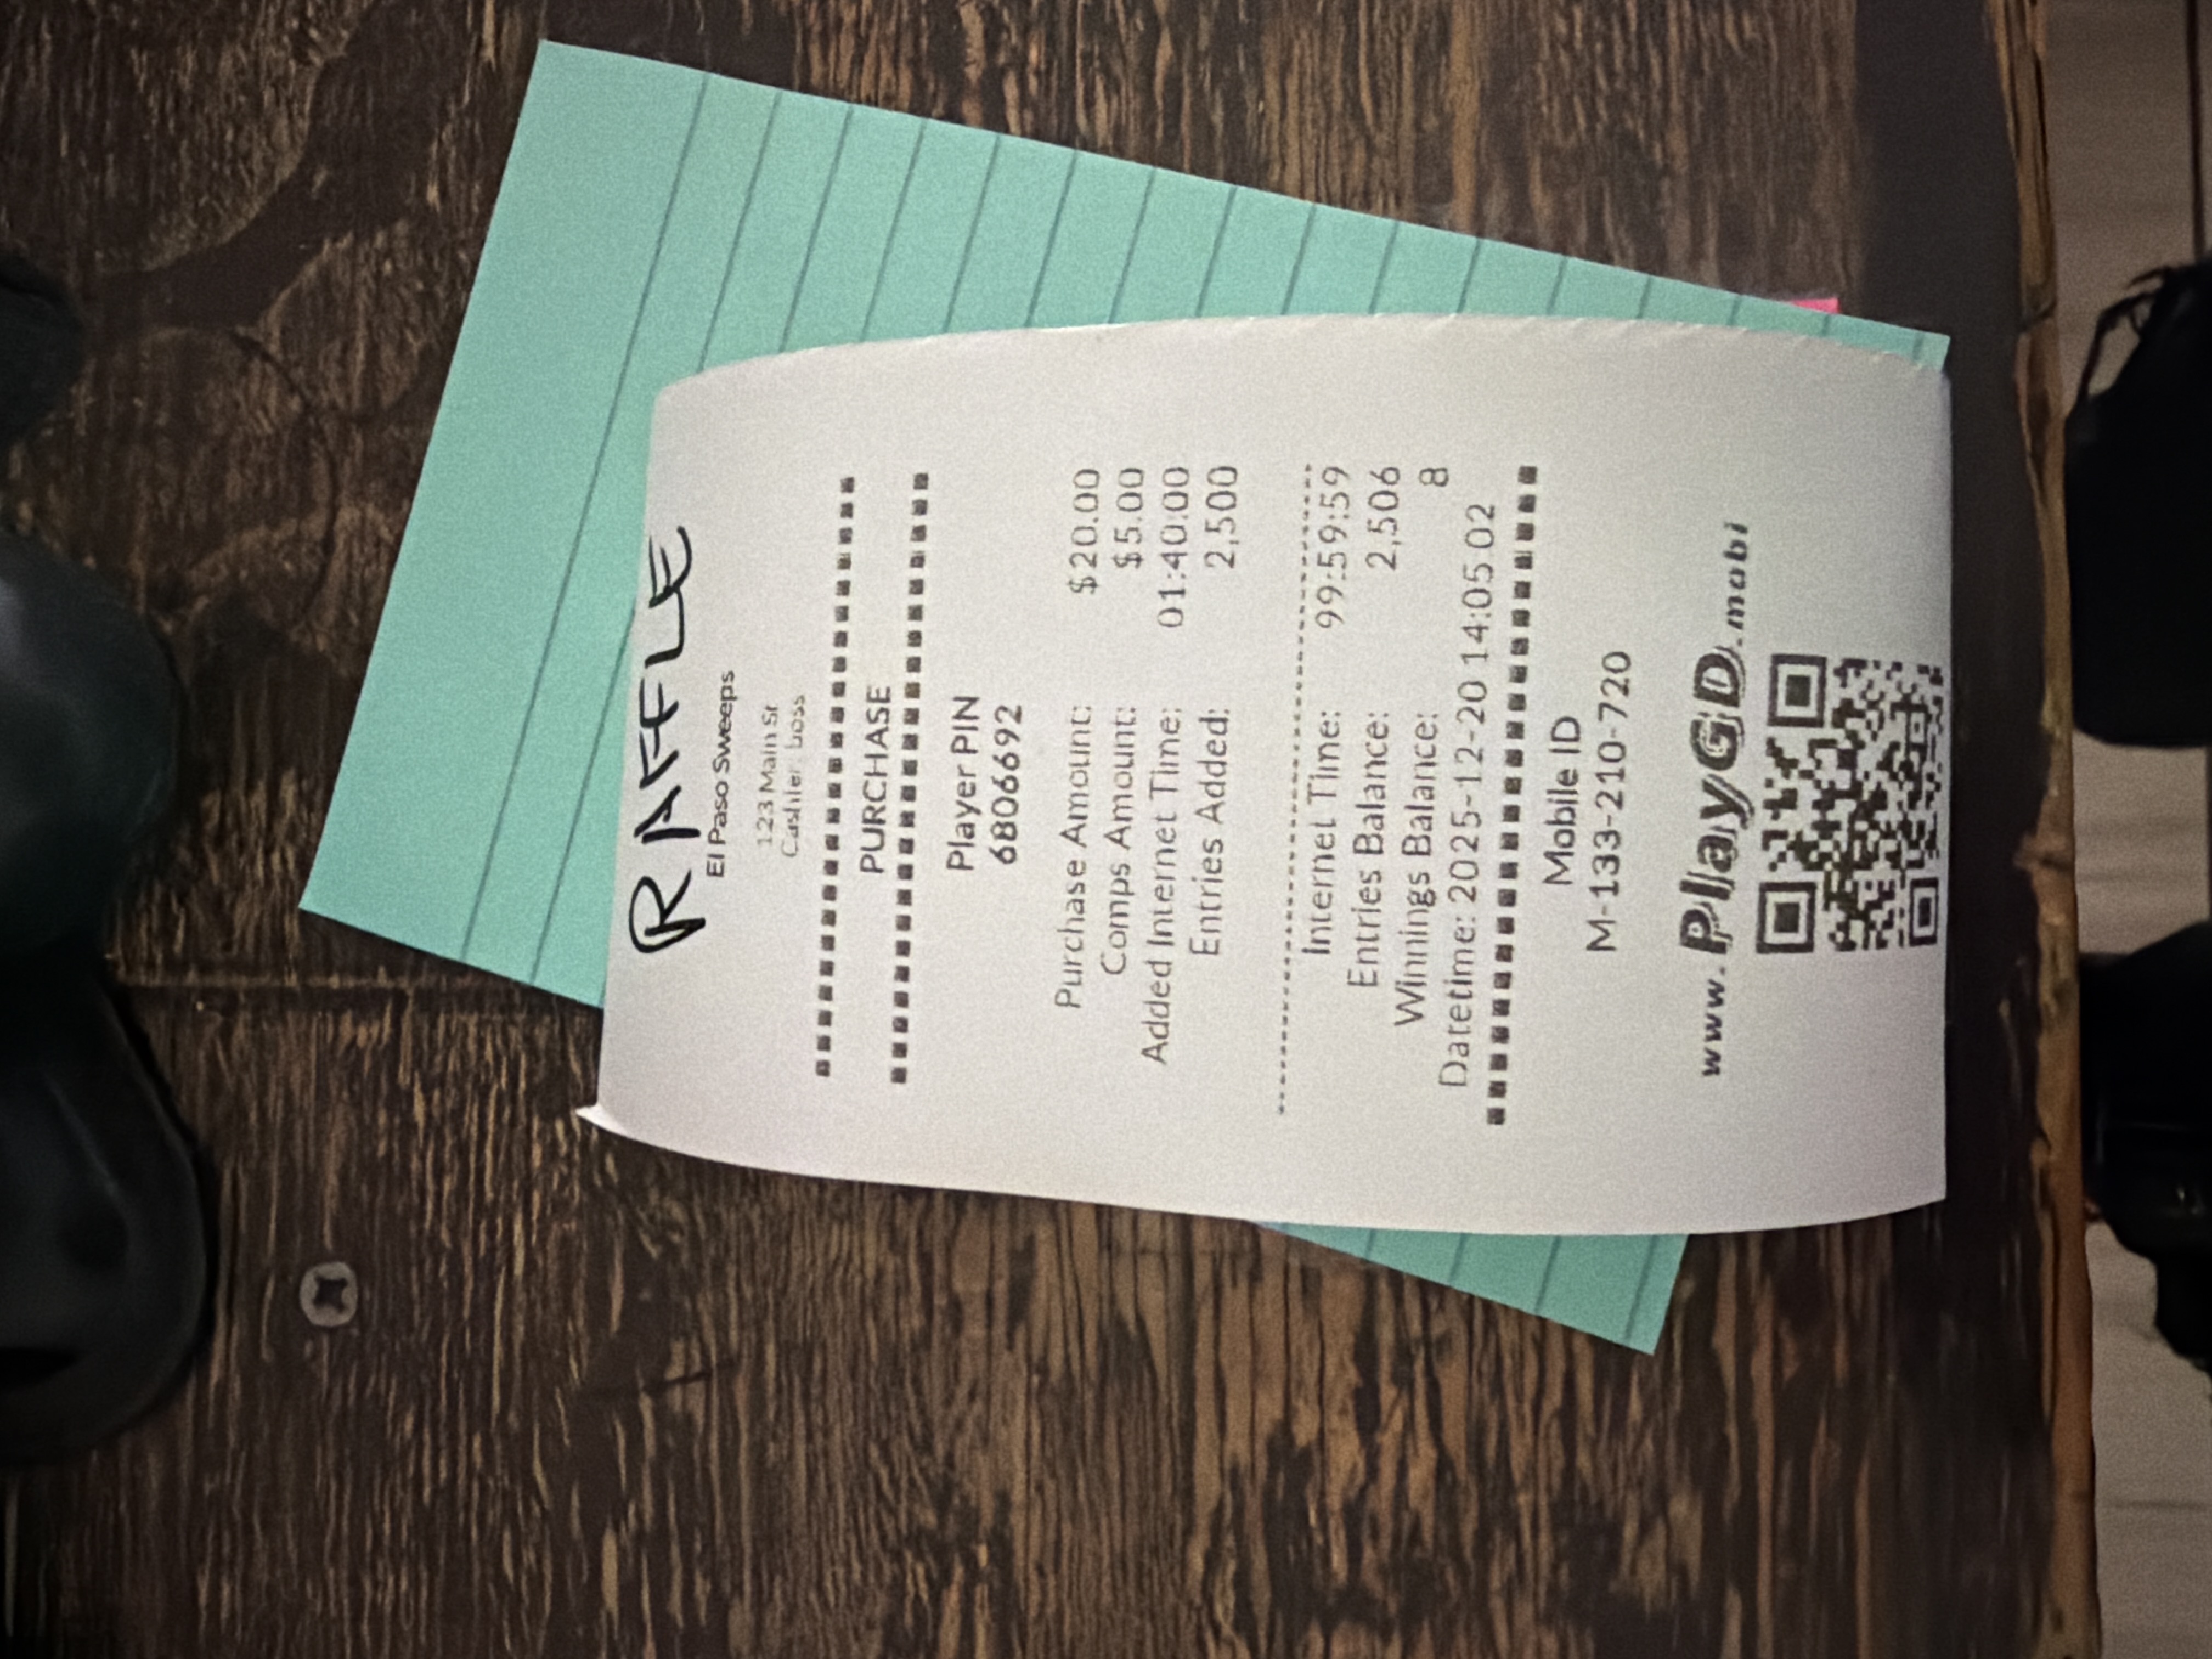 RAFFLE
El Paso Sweeps
123 Main St
Cashier: boss
PURCHASE
Player PIN
6806692
Purchase Amount: $20.00
Comps Amount: $5.00
Added Internet Time: 01:40:00
Entries Added: 2,500
Internet Time: 99:59:59
Entries Balance: 2,506
Winnings Balance: 8
Datetime: 2025-12-20 14:05:02
Mobile ID
M-133-210-720
www.PlayGD.mobi